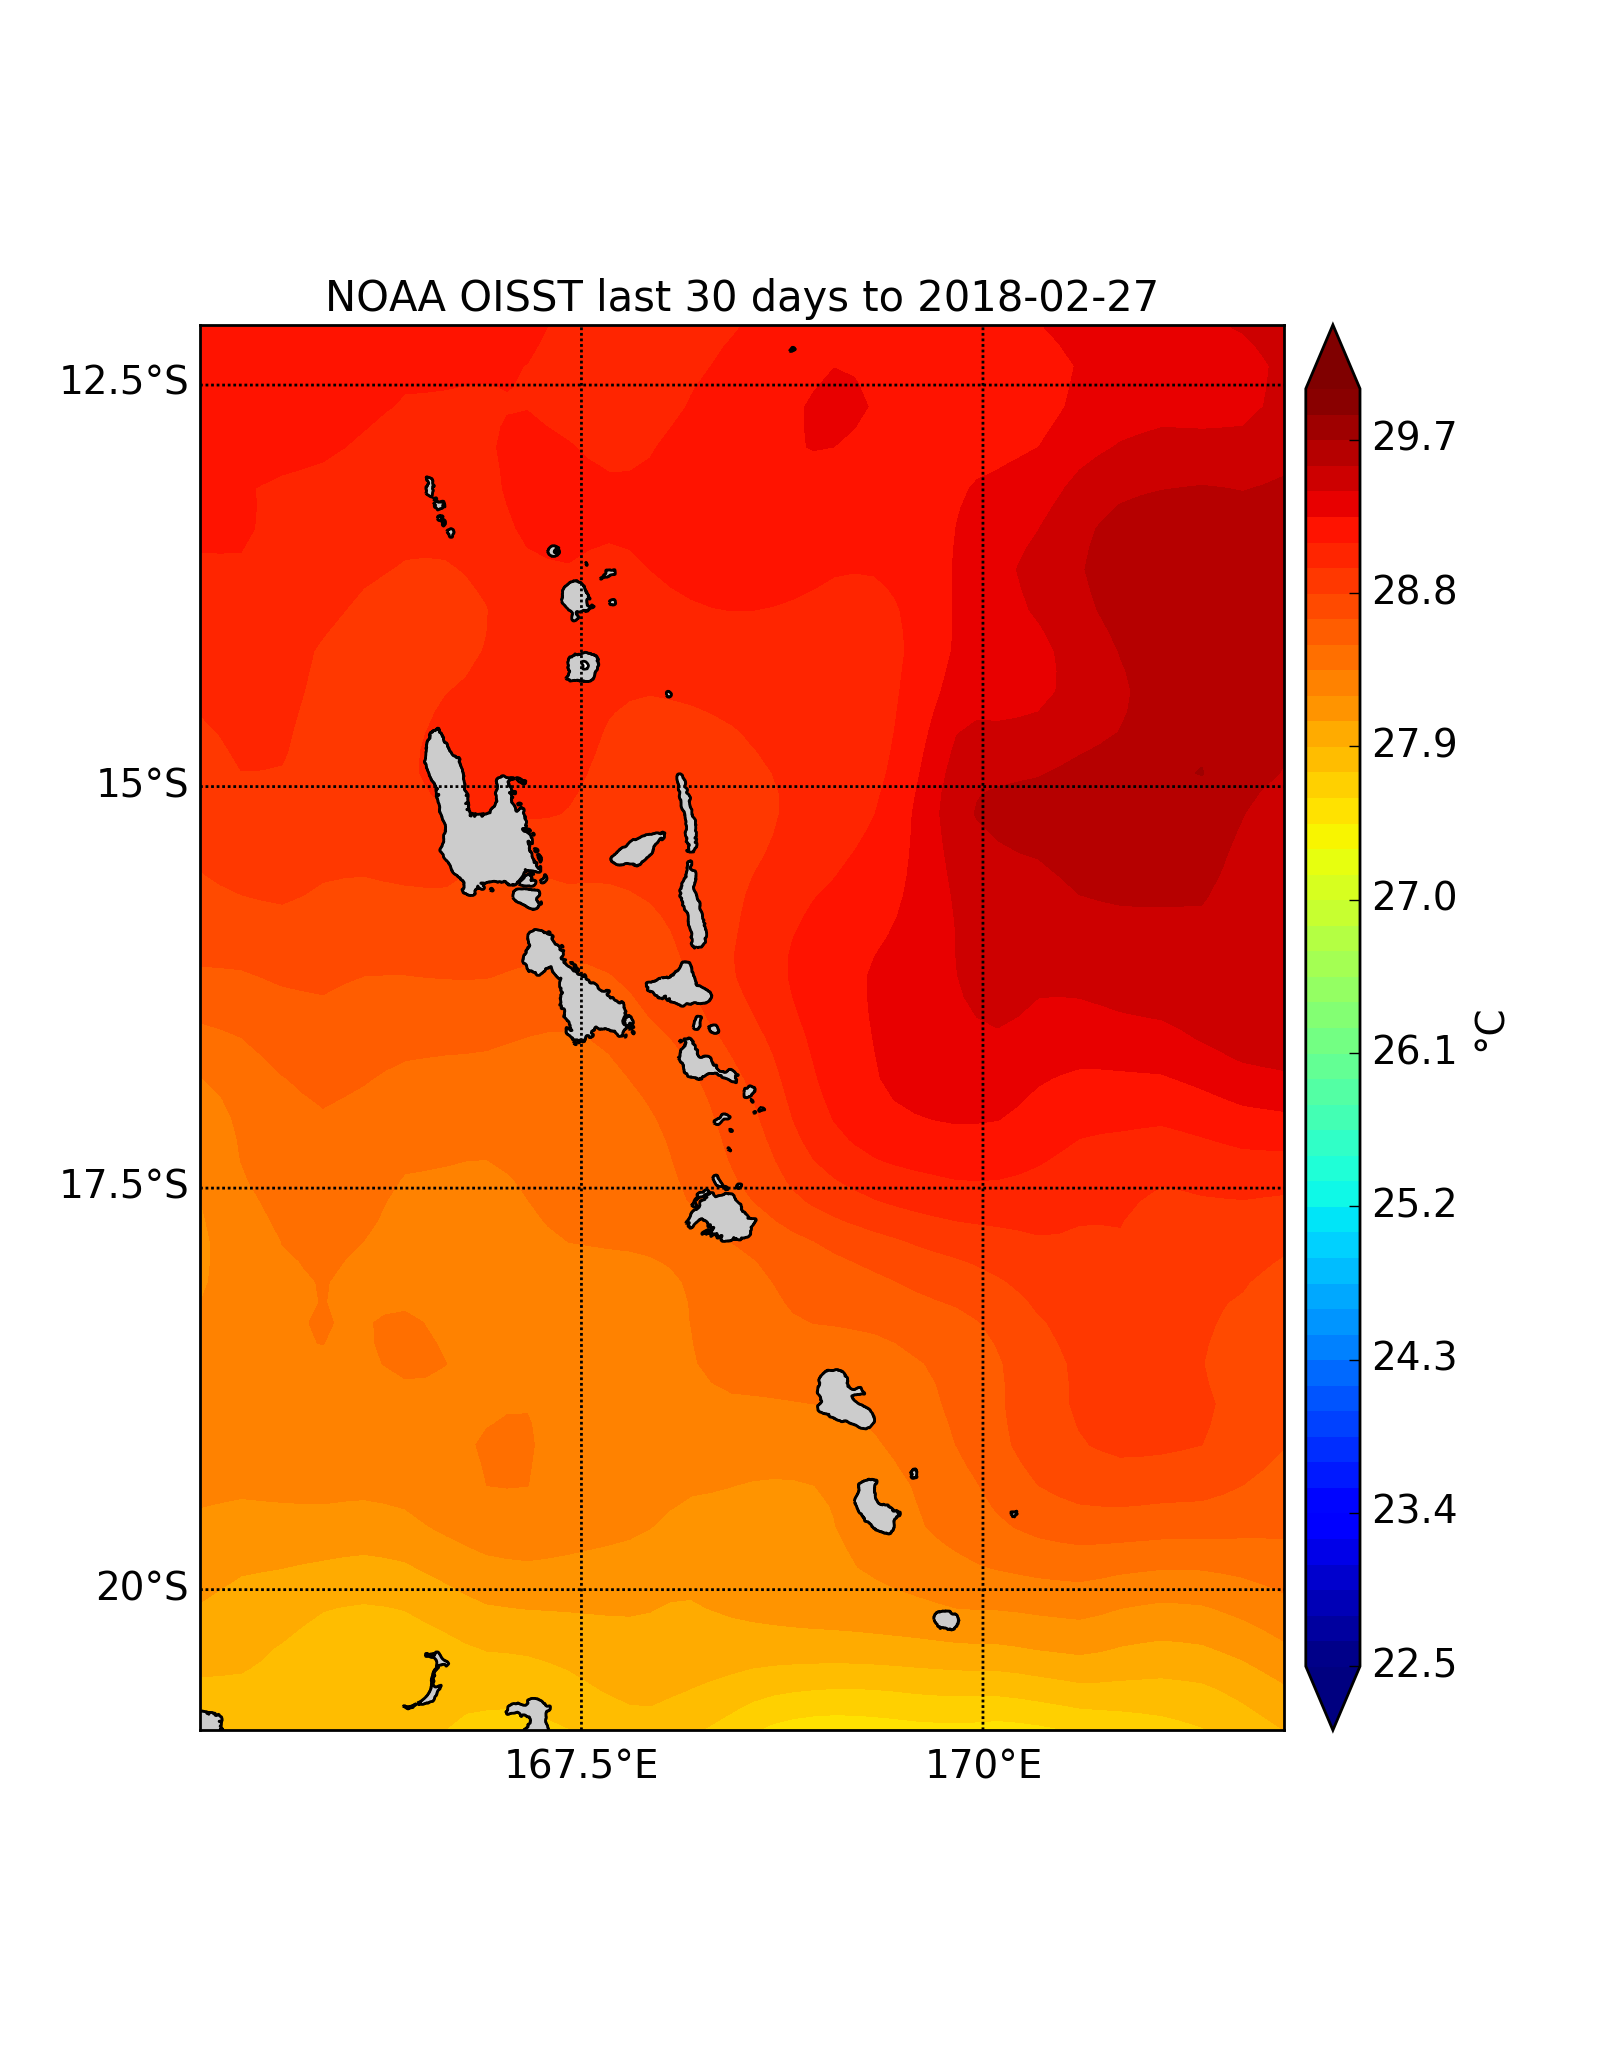 NOAA OISST last 30 days to 2018-02-27
12.5°S
15°S
17.5°S
20°S
167.5°E
170°E
29.7
28.8
27.9
27.0
26.1
25.2
24.3
23.4
22.5
°C